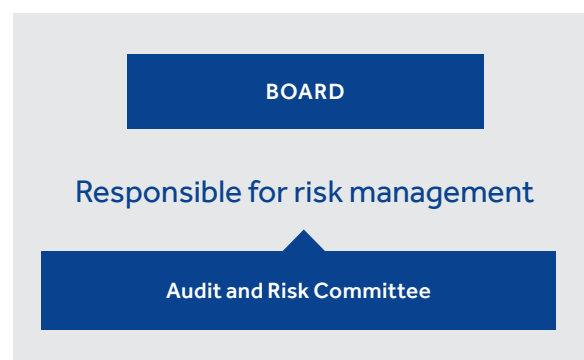 BOARD
Responsible for risk management
Audit and Risk Committee